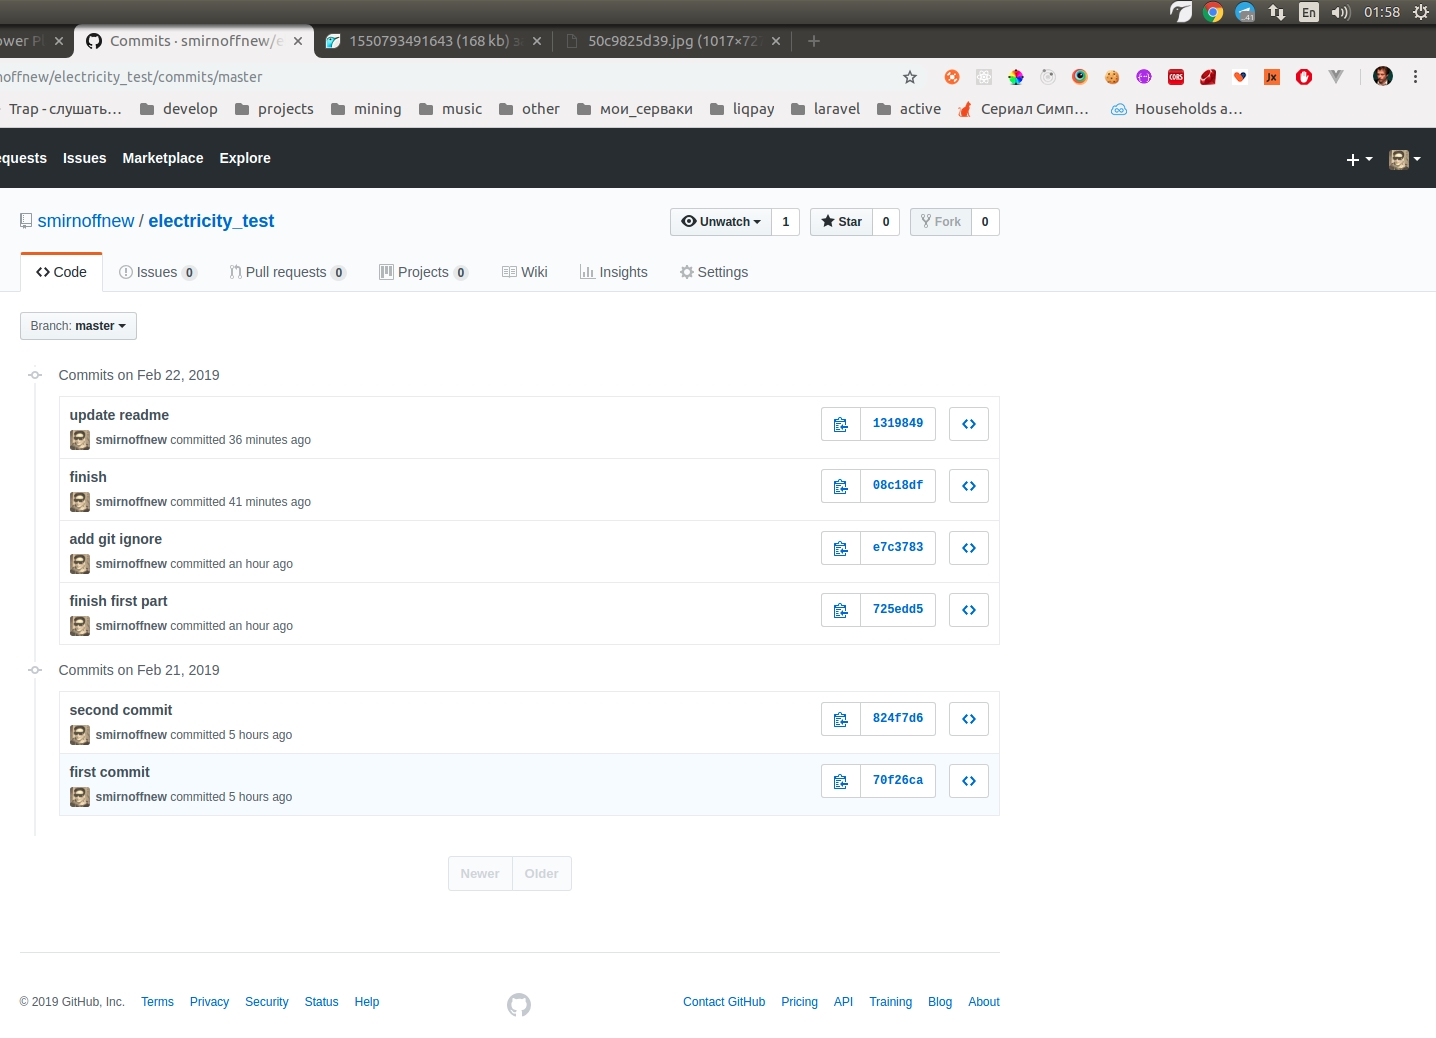 En 01:58
ower P Commits · smirnoffnew/e 1550793491643 (168 kb) 50c9825d39.jpg (1017×72
noffnew/electricity_test/commits/master
Trap - слушать… develop projects mining music other мои_серваки liqpay laravel active Сериал Симп… Households a…
equests Issues Marketplace Explore
smirnoffnew / electricity_test Unwatch 1 Star 0 Fork 0
Code Issues 0 Pull requests 0 Projects 0 Wiki Insights Settings
Branch: master
Commits on Feb 22, 2019
update readme
smirnoffnew committed 36 minutes ago
1319849
finish
smirnoffnew committed 41 minutes ago
08c18df
add git ignore
smirnoffnew committed an hour ago
e7c3783
finish first part
smirnoffnew committed an hour ago
725edd5
Commits on Feb 21, 2019
second commit
smirnoffnew committed 5 hours ago
824f7d6
first commit
smirnoffnew committed 5 hours ago
70f26ca
Newer Older
© 2019 GitHub, Inc. Terms Privacy Security Status Help Contact GitHub Pricing API Training Blog About